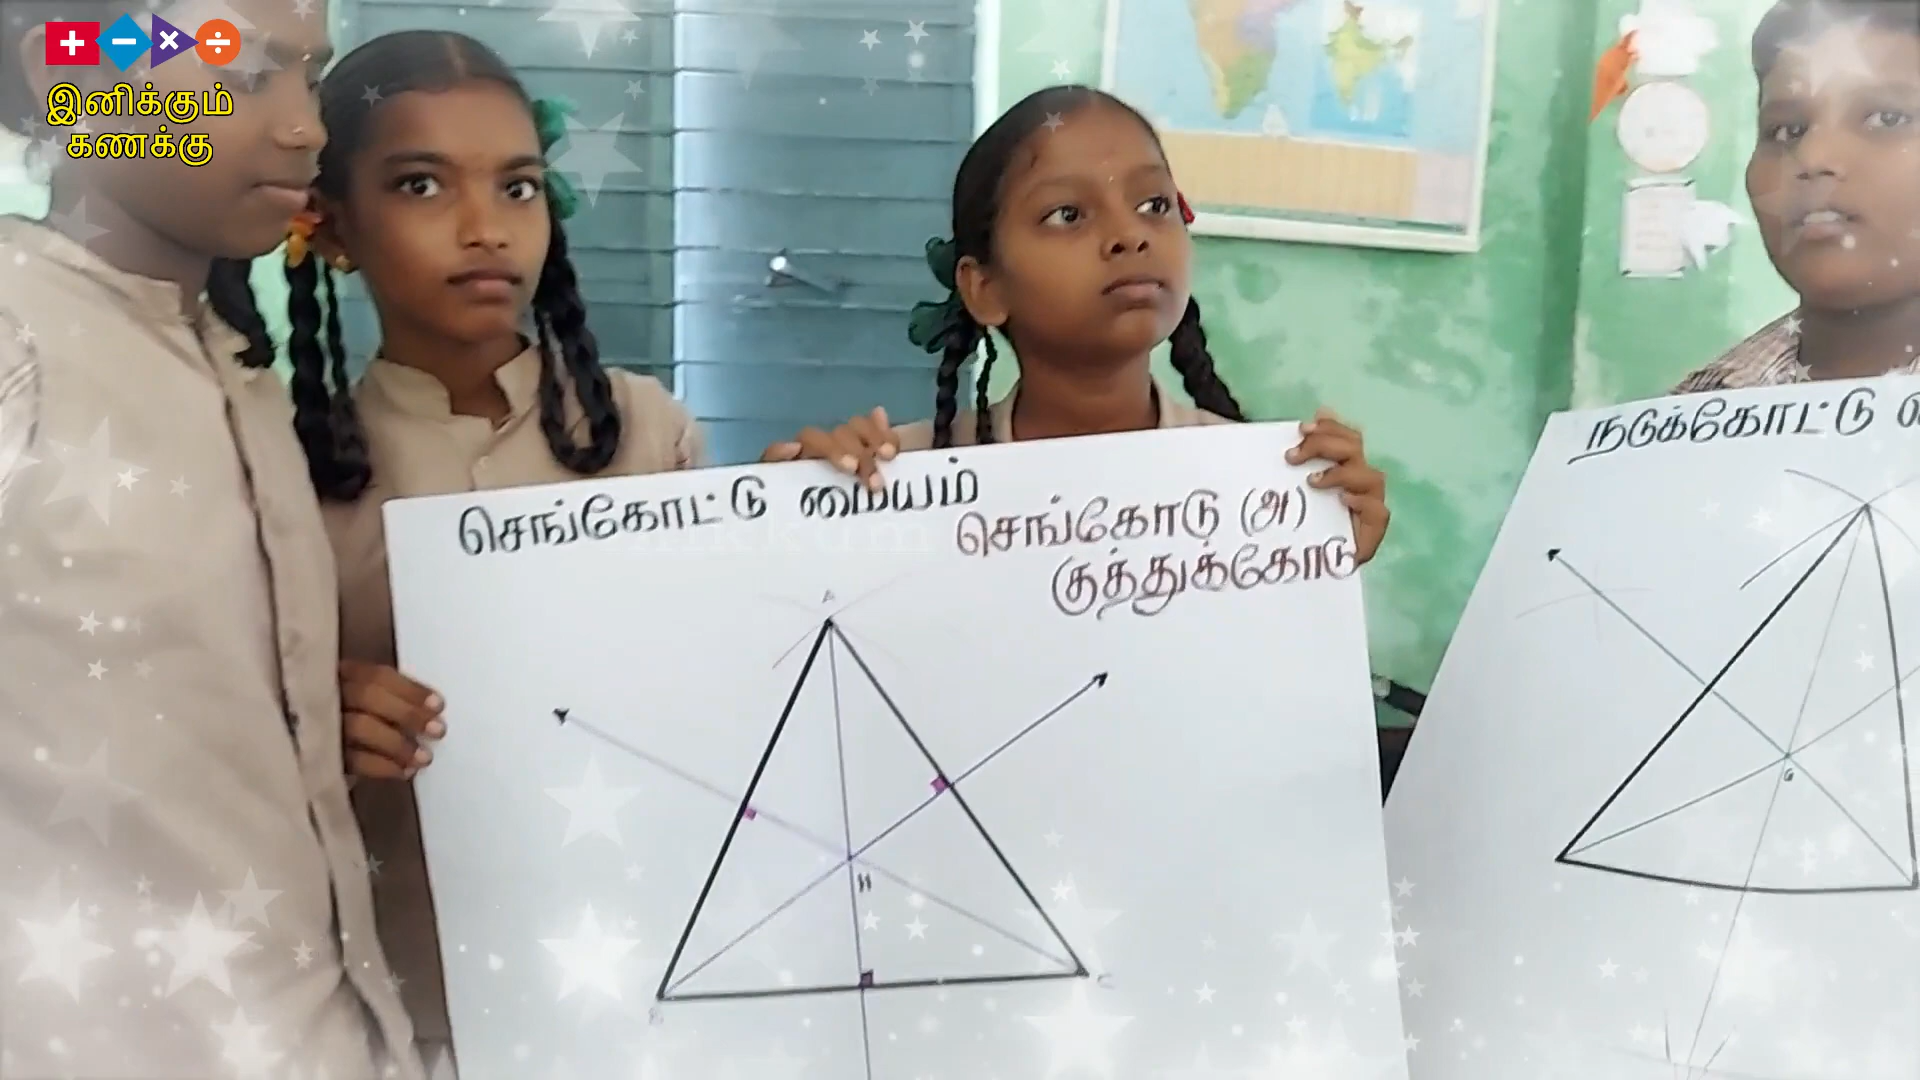 இனிக்கும்
கணக்கு
செங்கோட்டு மையம்
செங்கோடு (அ)
குத்துக்கோடு
A
H
B
C
நடுக்கோட்டு
G